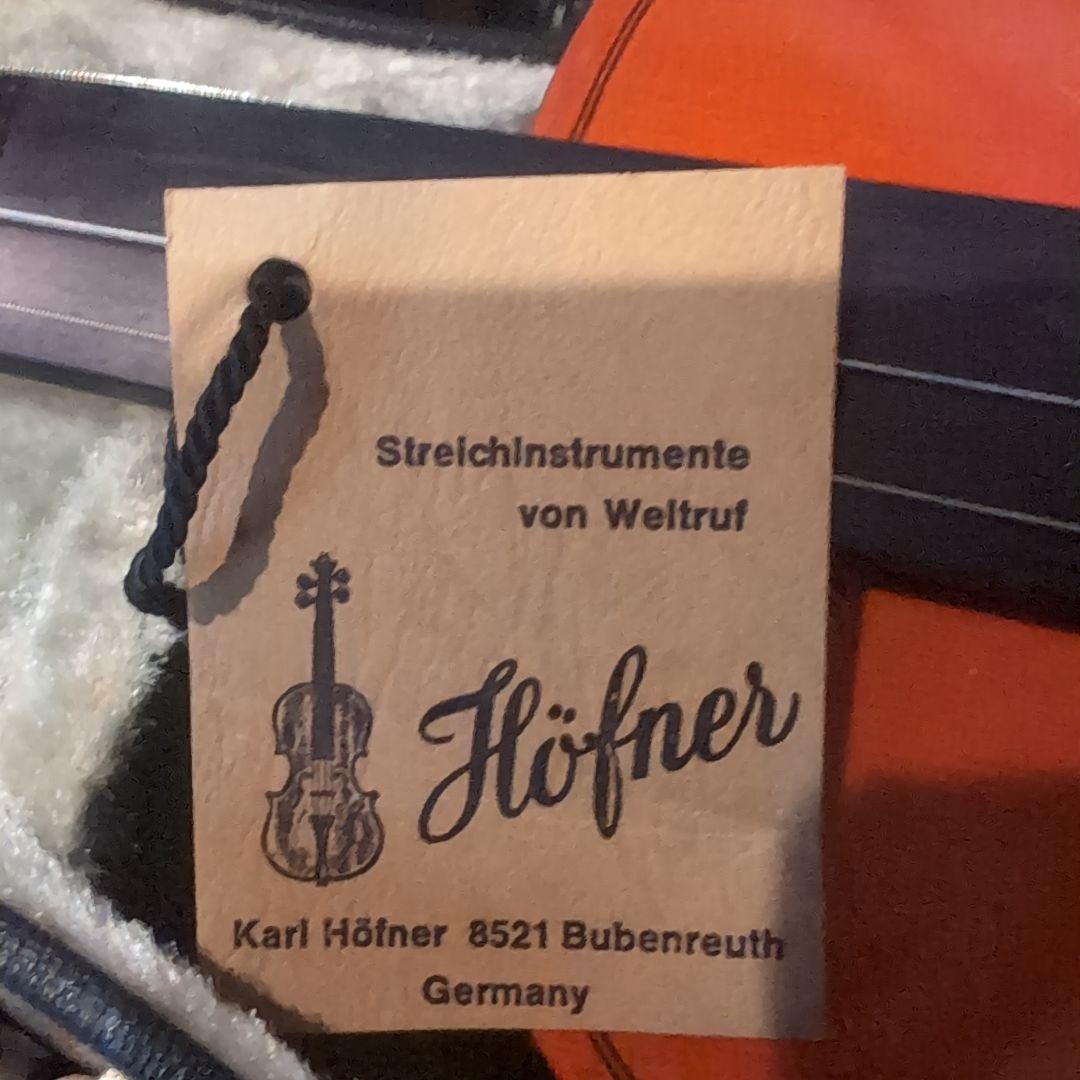 Streichinstrumente
von Weltruf
Höfner
Karl Höfner 8521 Bubenreuth
Germany